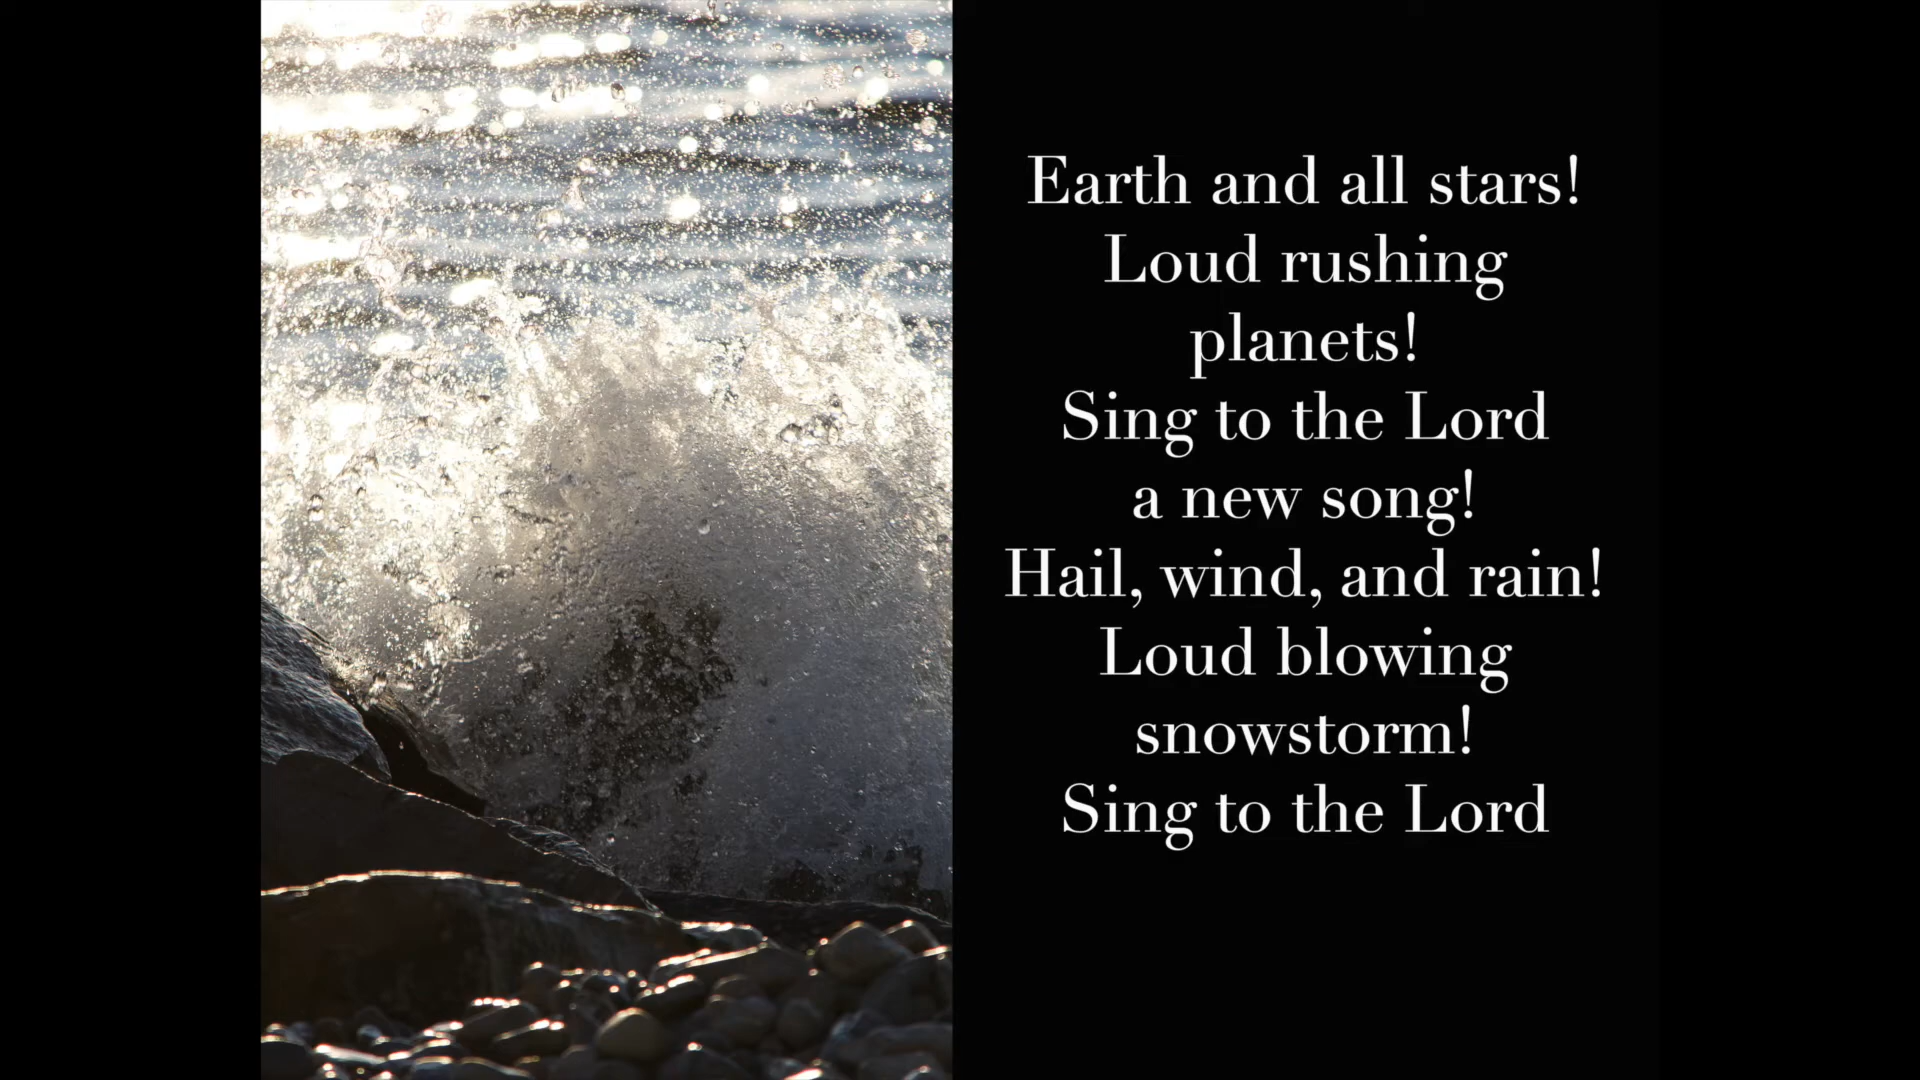 Earth and all stars!
Loud rushing
planets!
Sing to the Lord
a new song!
Hail, wind, and rain!
Loud blowing
snowstorm!
Sing to the Lord